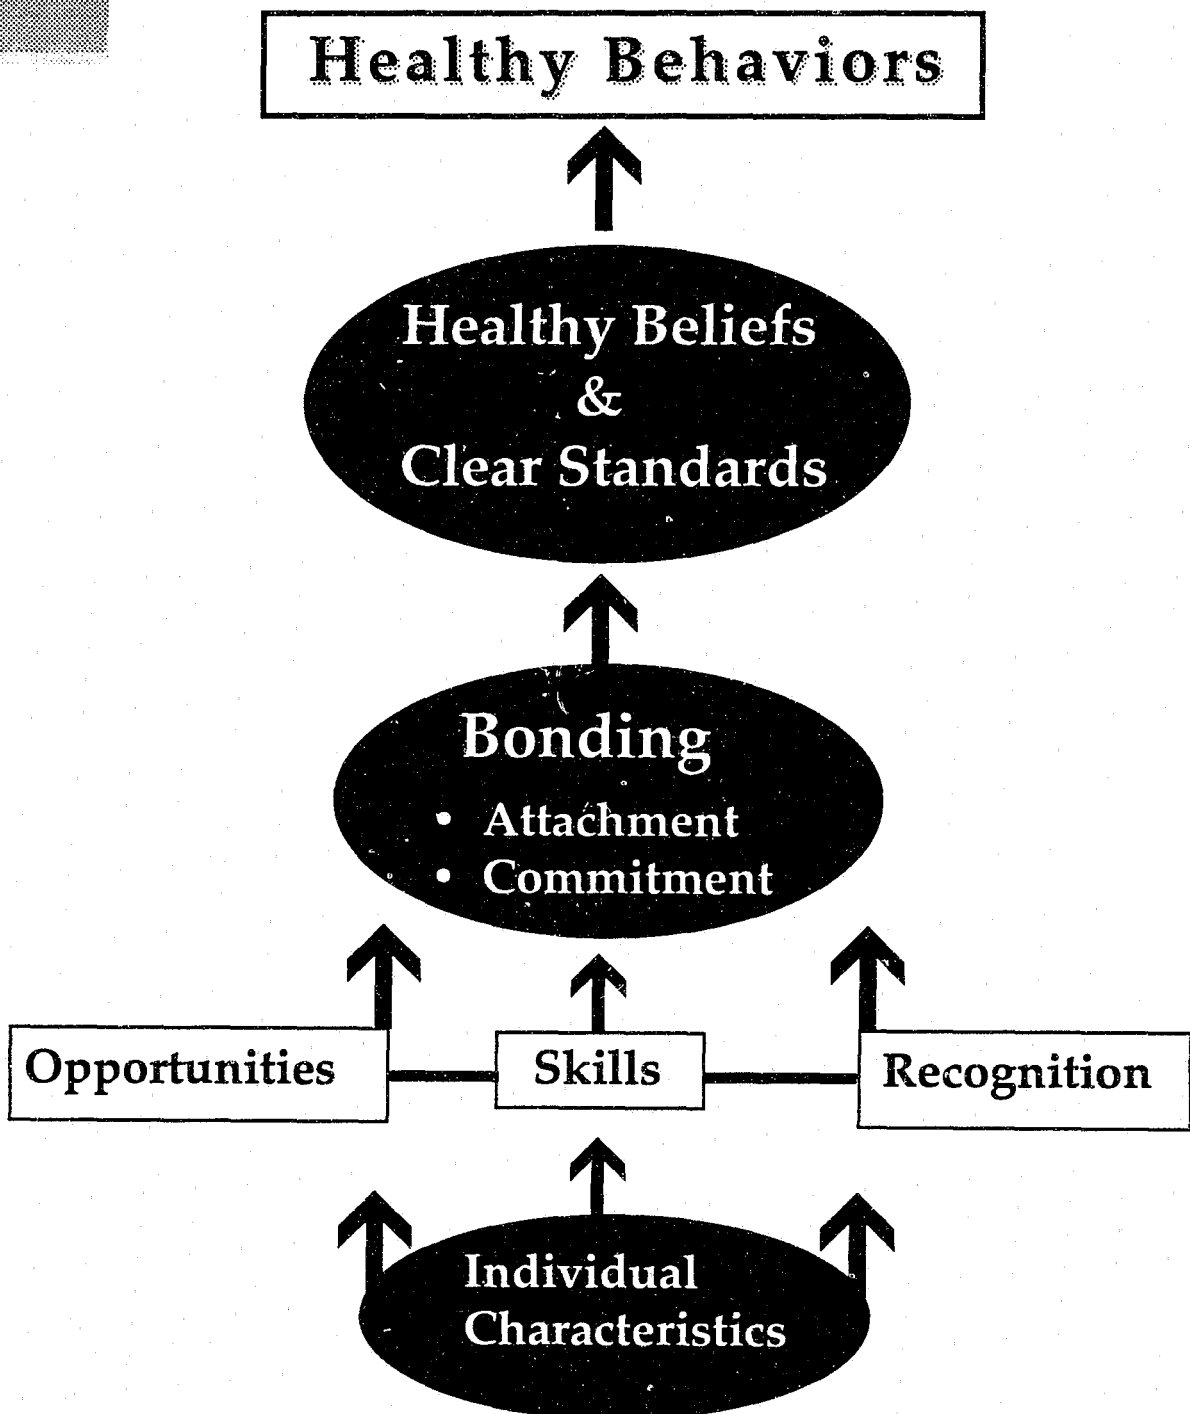 Healthy Behaviors
Healthy Beliefs
&
Clear Standards
Bonding
• Attachment
• Commitment
Opportunities
Skills
Recognition
Individual
Characteristics